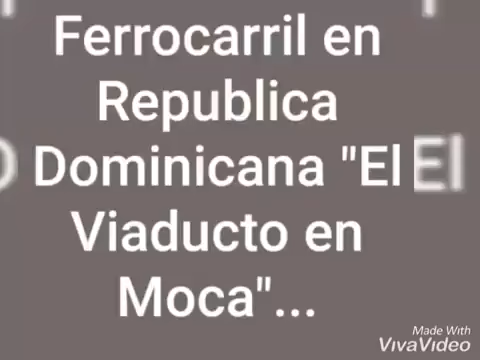 Ferrocarril en
Republica
Dominicana "El
Viaducto en
Moca"...
Made With
VivaVideo